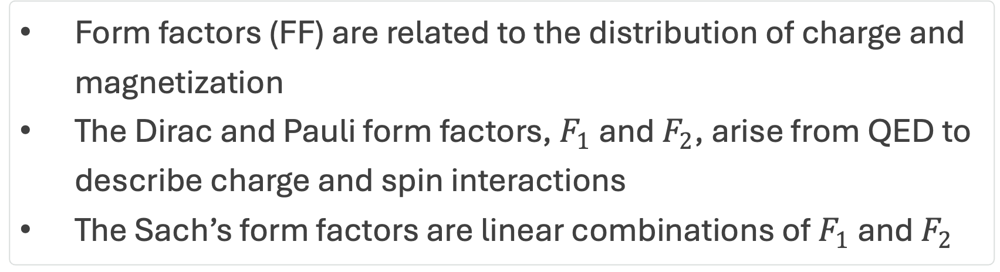 • Form factors (FF) are related to the distribution of charge and
magnetization
• The Dirac and Pauli form factors, F₁ and F₂, arise from QED to
describe charge and spin interactions
• The Sach’s form factors are linear combinations of F₁ and F₂